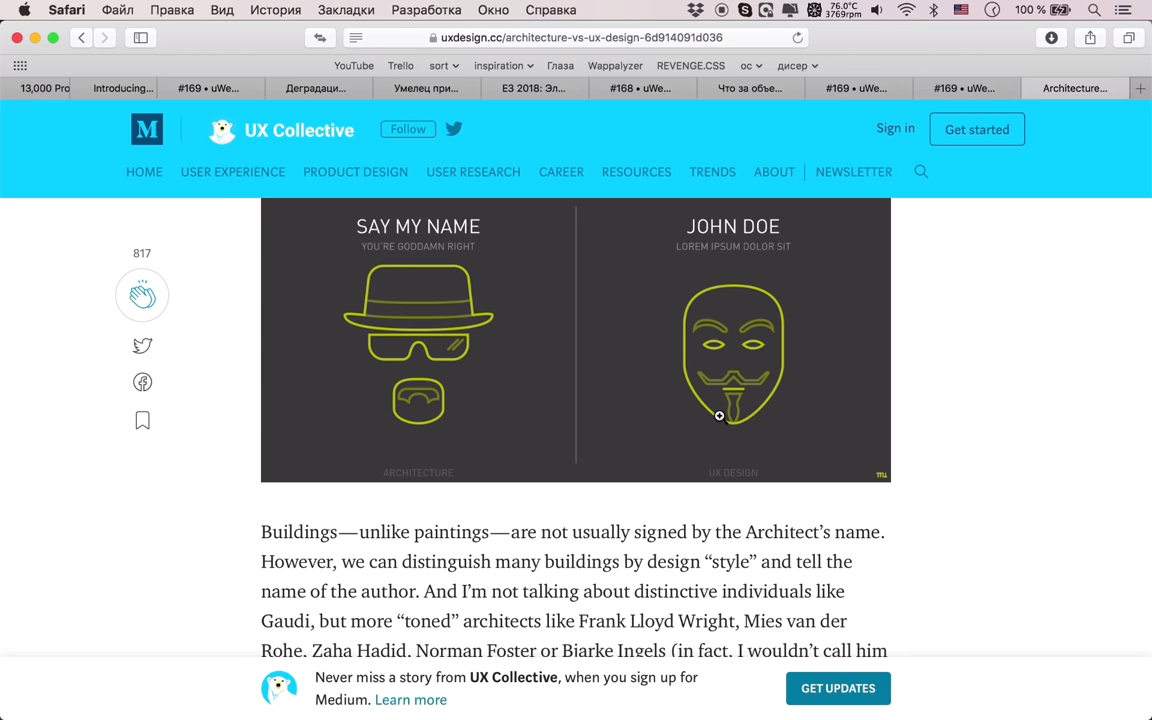 Safari Файл Правка Вид История Закладки Разработка Окно Справка 76.0°C 3769rpm 100 %
uxdesign.cc/architecture-vs-ux-design-6d914091d036
YouTube Trello sort inspiration Глаза Wappalyzer REVENGE.CSS ос дисер
13,000 Pro Introducing... #169 • uWe... Деградаци... Умелец при... E3 2018: Эл... #168 • uWe... Что за объе... #169 • uWe... #169 • uWe... Architecture...
M UX Collective Follow Sign in Get started
HOME USER EXPERIENCE PRODUCT DESIGN USER RESEARCH CAREER RESOURCES TRENDS ABOUT NEWSLETTER
SAY MY NAME JOHN DOE
YOU'RE GODDAMN RIGHT LOREM IPSUM DOLOR SIT
817
ARCHITECTURE UX DESIGN
Buildings — unlike paintings — are not usually signed by the Architect’s name.
However, we can distinguish many buildings by design “style” and tell the
name of the author. And I’m not talking about distinctive individuals like
Gaudi, but more “toned” architects like Frank Lloyd Wright, Mies van der
Rohe, Zaha Hadid, Norman Foster or Bjarke Ingels (in fact, I wouldn’t call him
Never miss a story from UX Collective, when you sign up for
Medium. Learn more
GET UPDATES